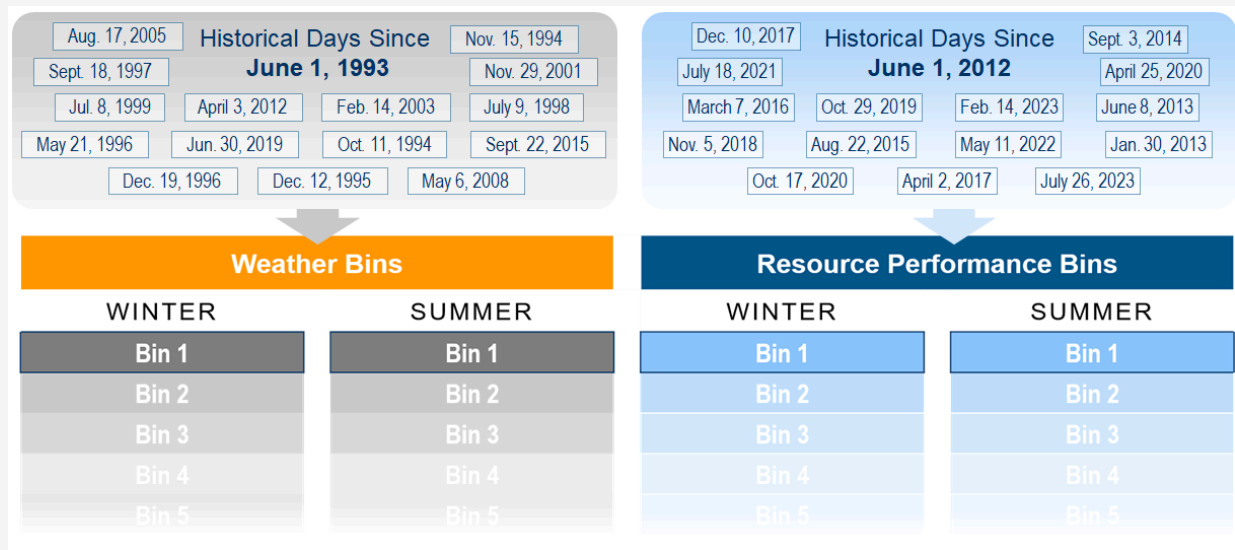 Aug. 17, 2005
Historical Days Since
June 1, 1993
Nov. 15, 1994
Sept. 18, 1997
Nov. 29, 2001
Jul. 8, 1999
April 3, 2012
Feb. 14, 2003
July 9, 1998
May 21, 1996
Jun. 30, 2019
Oct. 11, 1994
Sept. 22, 2015
Dec. 19, 1996
Dec. 12, 1995
May 6, 2008
Dec. 10, 2017
Historical Days Since
June 1, 2012
Sept. 3, 2014
July 18, 2021
April 25, 2020
March 7, 2016
Oct. 29, 2019
Feb. 14, 2023
June 8, 2013
Nov. 5, 2018
Aug. 22, 2015
May 11, 2022
Jan. 30, 2013
Oct. 17, 2020
April 2, 2017
July 26, 2023
Weather Bins
WINTER
Bin 1
Bin 2
Bin 3
Bin 4
Bin 5
SUMMER
Bin 1
Bin 2
Bin 3
Bin 4
Bin 5
Resource Performance Bins
WINTER
Bin 1
Bin 2
Bin 3
Bin 4
Bin 5
SUMMER
Bin 1
Bin 2
Bin 3
Bin 4
Bin 5